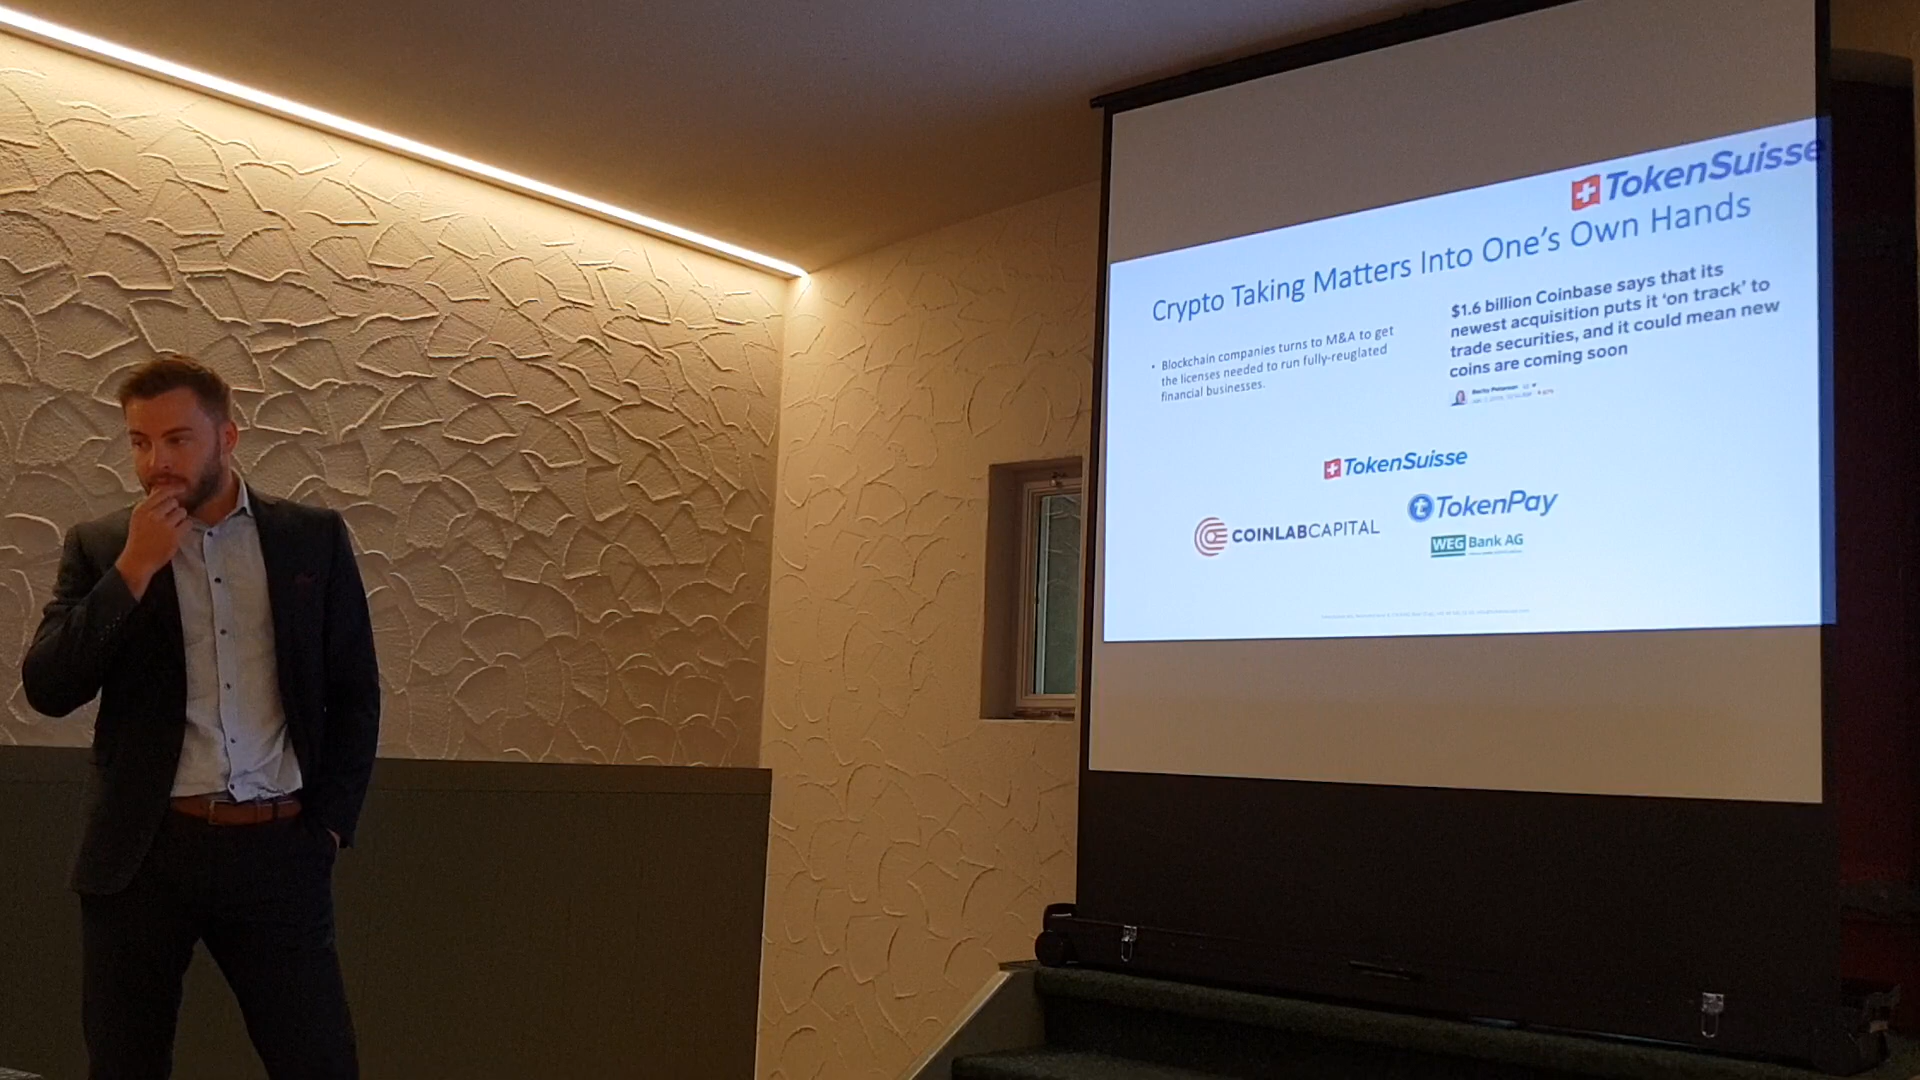 TokenSuisse
Crypto Taking Matters Into One's Own Hands
• Blockchain companies turns to M&A to get
the licenses needed to run fully-reuglated
financial businesses.
$1.6 billion Coinbase says that its
newest acquisition puts it 'on track' to
trade securities, and it could mean new
coins are coming soon
Becky Peterson
TokenSuisse
TokenPay
COINLABCAPITAL
WEG Bank AG